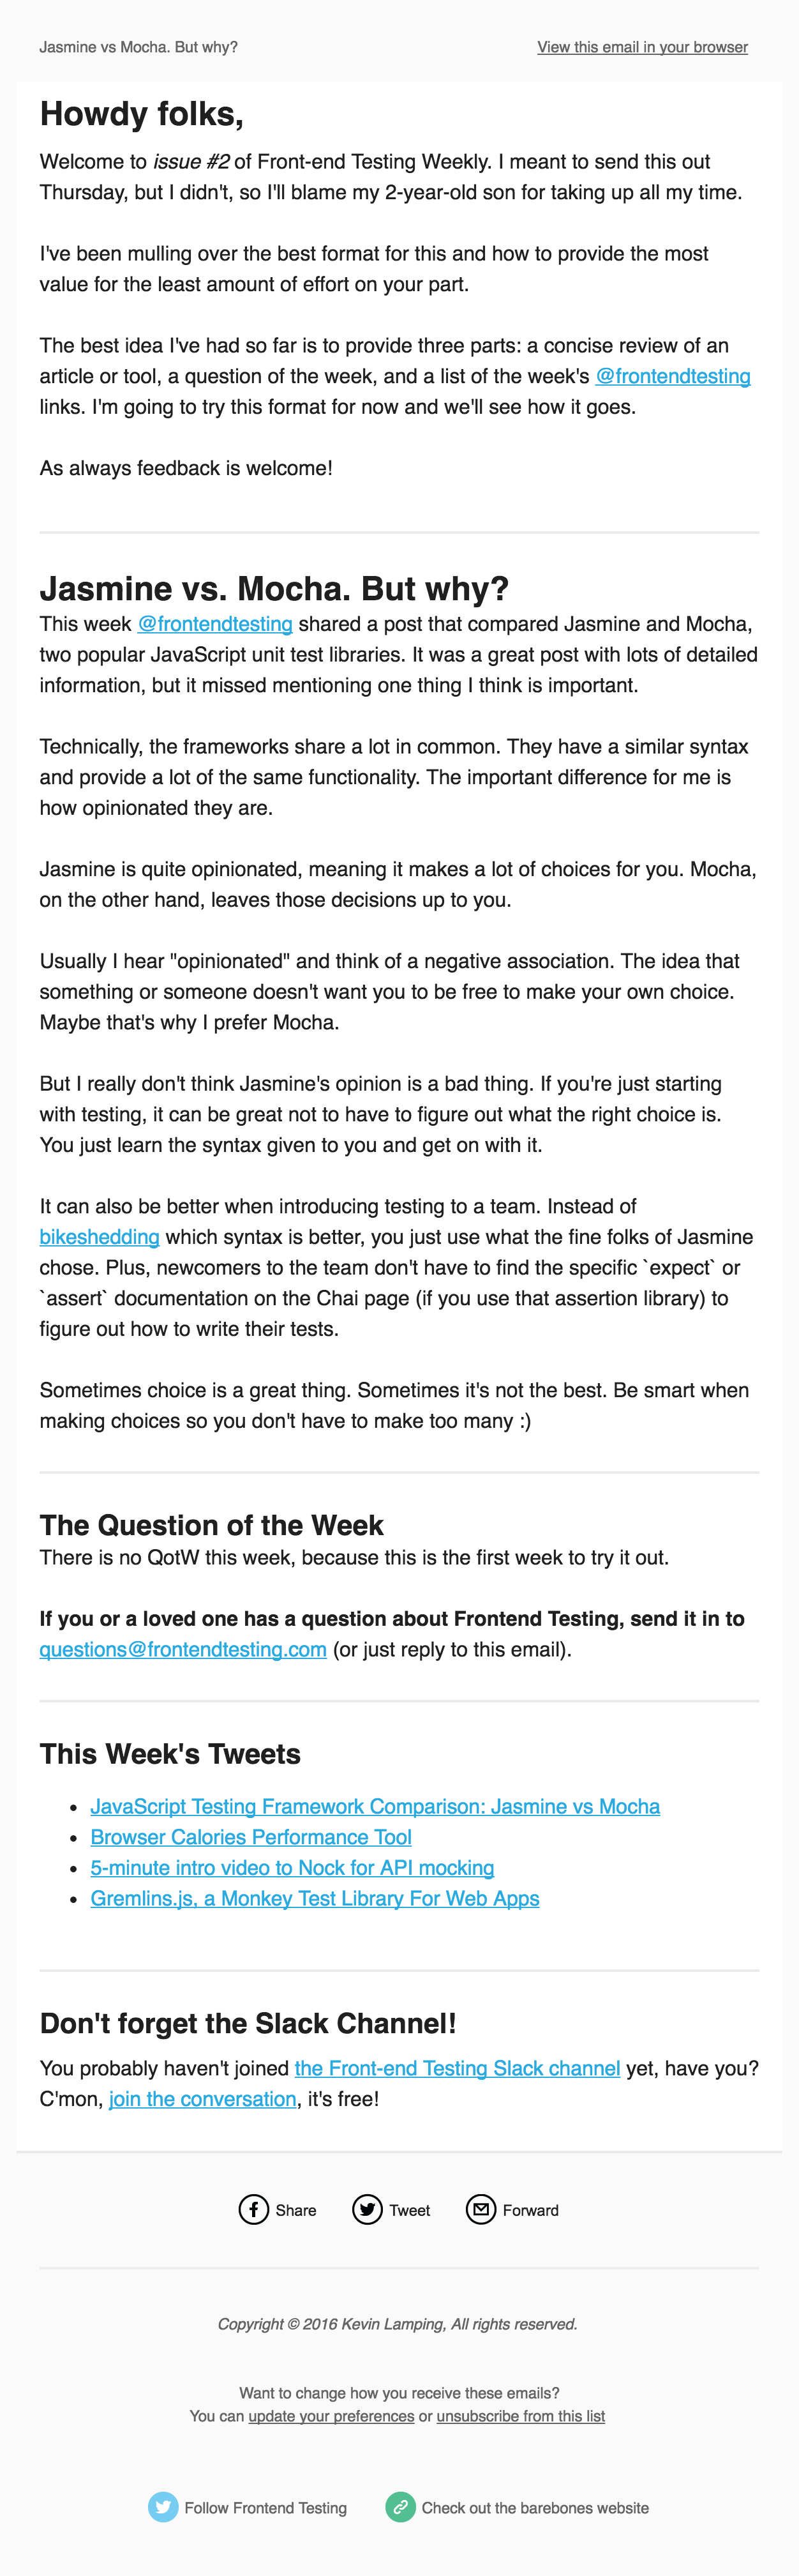 Jasmine vs Mocha. But why?
View this email in your browser
Howdy folks,
Welcome to issue #2 of Front-end Testing Weekly. I meant to send this out
Thursday, but I didn't, so I'll blame my 2-year-old son for taking up all my time.
I've been mulling over the best format for this and how to provide the most
value for the least amount of effort on your part.
The best idea I've had so far is to provide three parts: a concise review of an
article or tool, a question of the week, and a list of the week's @frontendtesting
links. I'm going to try this format for now and we'll see how it goes.
As always feedback is welcome!
Jasmine vs. Mocha. But why?
This week @frontendtesting shared a post that compared Jasmine and Mocha,
two popular JavaScript unit test libraries. It was a great post with lots of detailed
information, but it missed mentioning one thing I think is important.
Technically, the frameworks share a lot in common. They have a similar syntax
and provide a lot of the same functionality. The important difference for me is
how opinionated they are.
Jasmine is quite opinionated, meaning it makes a lot of choices for you. Mocha,
on the other hand, leaves those decisions up to you.
Usually I hear "opinionated" and think of a negative association. The idea that
something or someone doesn't want you to be free to make your own choice.
Maybe that's why I prefer Mocha.
But I really don't think Jasmine's opinion is a bad thing. If you're just starting
with testing, it can be great not to have to figure out what the right choice is.
You just learn the syntax given to you and get on with it.
It can also be better when introducing testing to a team. Instead of
bikeshedding which syntax is better, you just use what the fine folks of Jasmine
chose. Plus, newcomers to the team don't have to find the specific `expect` or
`assert` documentation on the Chai page (if you use that assertion library) to
figure out how to write their tests.
Sometimes choice is a great thing. Sometimes it's not the best. Be smart when
making choices so you don't have to make too many :)
The Question of the Week
There is no QotW this week, because this is the first week to try it out.
If you or a loved one has a question about Frontend Testing, send it in to
questions@frontendtesting.com (or just reply to this email).
This Week's Tweets
• JavaScript Testing Framework Comparison: Jasmine vs Mocha
• Browser Calories Performance Tool
• 5-minute intro video to Nock for API mocking
• Gremlins.js, a Monkey Test Library For Web Apps
Don't forget the Slack Channel!
You probably haven't joined the Front-end Testing Slack channel yet, have you?
C'mon, join the conversation, it's free!
Share
Tweet
Forward
Copyright © 2016 Kevin Lamping, All rights reserved.
Want to change how you receive these emails?
You can update your preferences or unsubscribe from this list
Follow Frontend Testing
Check out the barebones website